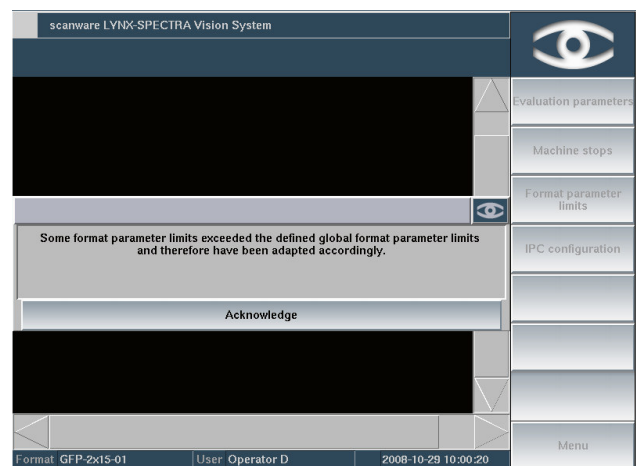 scanware LYNX-SPECTRA Vision System
Evaluation parameters
Machine stops
Format parameter
limits
Some format parameter limits exceeded the defined global format parameter limits
and therefore have been adapted accordingly.
IPC configuration
Acknowledge
Menu
Format GFP-2x15-01 User Operator D 2008-10-29 10:00:20